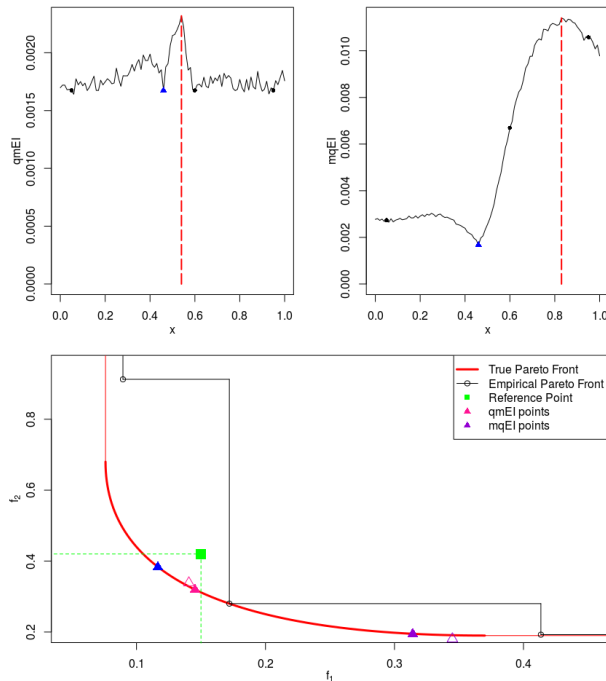 qmEI
0.0000
0.0005
0.0010
0.0015
0.0020
0.0
0.2
0.4
0.6
0.8
1.0
x
mqEI
0.000
0.002
0.004
0.006
0.008
0.010
0.0
0.2
0.4
0.6
0.8
1.0
x
True Pareto Front
Empirical Pareto Front
Reference Point
qmEI points
mqEI points
f2
0.2
0.4
0.6
0.8
0.1
0.2
0.3
0.4
f1